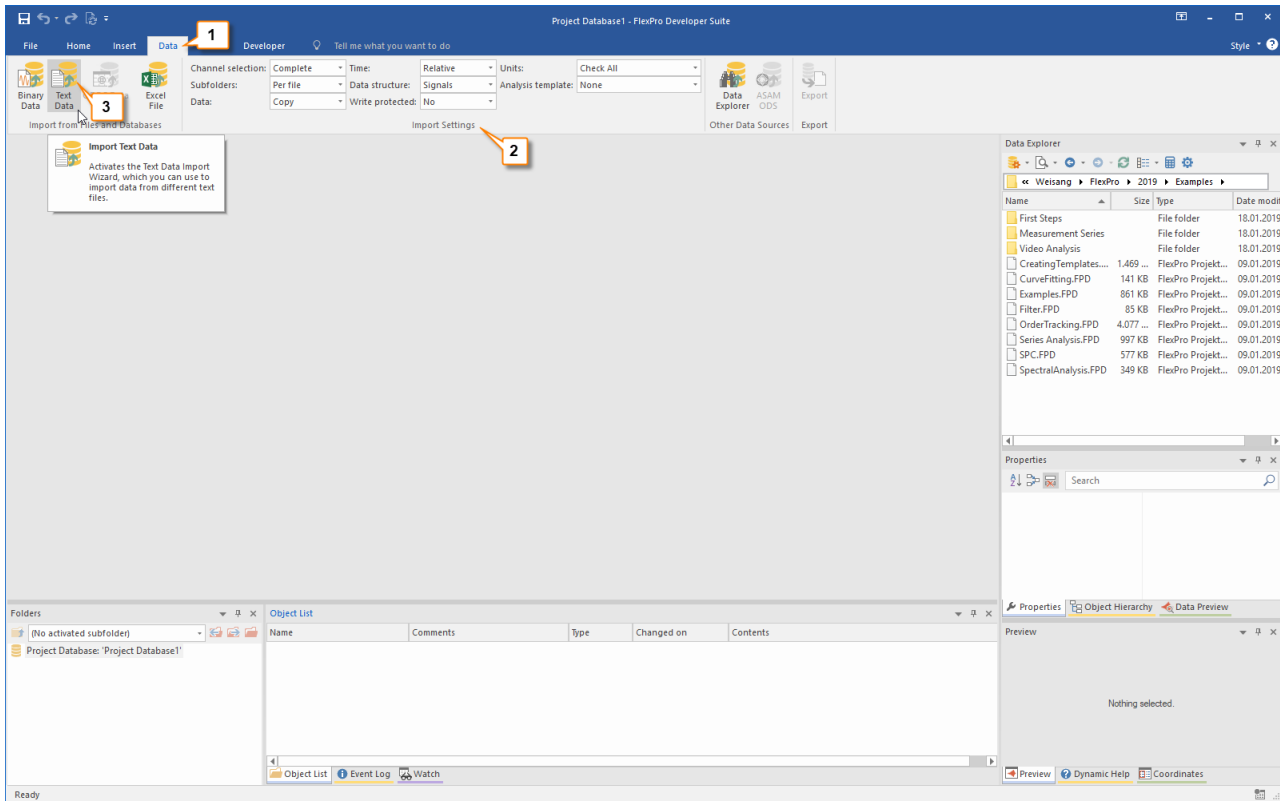 Project Database1 - FlexPro Developer Suite
File Home Insert Data Developer Tell me what you want to do Style ?
1
Binary Data
Text Data
Excel File
3
Import from Files and Databases
Channel selection: Complete Time: Relative Units: Check All
Subfolders: Per file Data structure: Signals Analysis template: None
Data: Copy Write protected: No
Import Settings
2
Data Explorer
ASAM ODS
Other Data Sources
Export
Export
Import Text Data
Activates the Text Data Import
Wizard, which you can use to
import data from different text
files.
Data Explorer
« Weisang FlexPro 2019 Examples
Name Size Type Date modif
First Steps File folder 18.01.2019
Measurement Series File folder 18.01.2019
Video Analysis File folder 18.01.2019
CreatingTemplates.... 1.469 ... FlexPro Projekt... 09.01.2019
CurveFitting.FPD 141 KB FlexPro Projekt... 09.01.2019
Examples.FPD 861 KB FlexPro Projekt... 09.01.2019
Filter.FPD 85 KB FlexPro Projekt... 09.01.2019
OrderTracking.FPD 4.077 ... FlexPro Projekt... 09.01.2019
Series Analysis.FPD 997 KB FlexPro Projekt... 09.01.2019
SPC.FPD 577 KB FlexPro Projekt... 09.01.2019
SpectralAnalysis.FPD 349 KB FlexPro Projekt... 09.01.2019
Properties
Search
Properties Object Hierarchy Data Preview
Folders
(No activated subfolder)
Project Database: 'Project Database1'
Object List
Name Comments Type Changed on Contents
Object List Event Log Watch
Preview
Nothing selected.
Preview Dynamic Help Coordinates
Ready